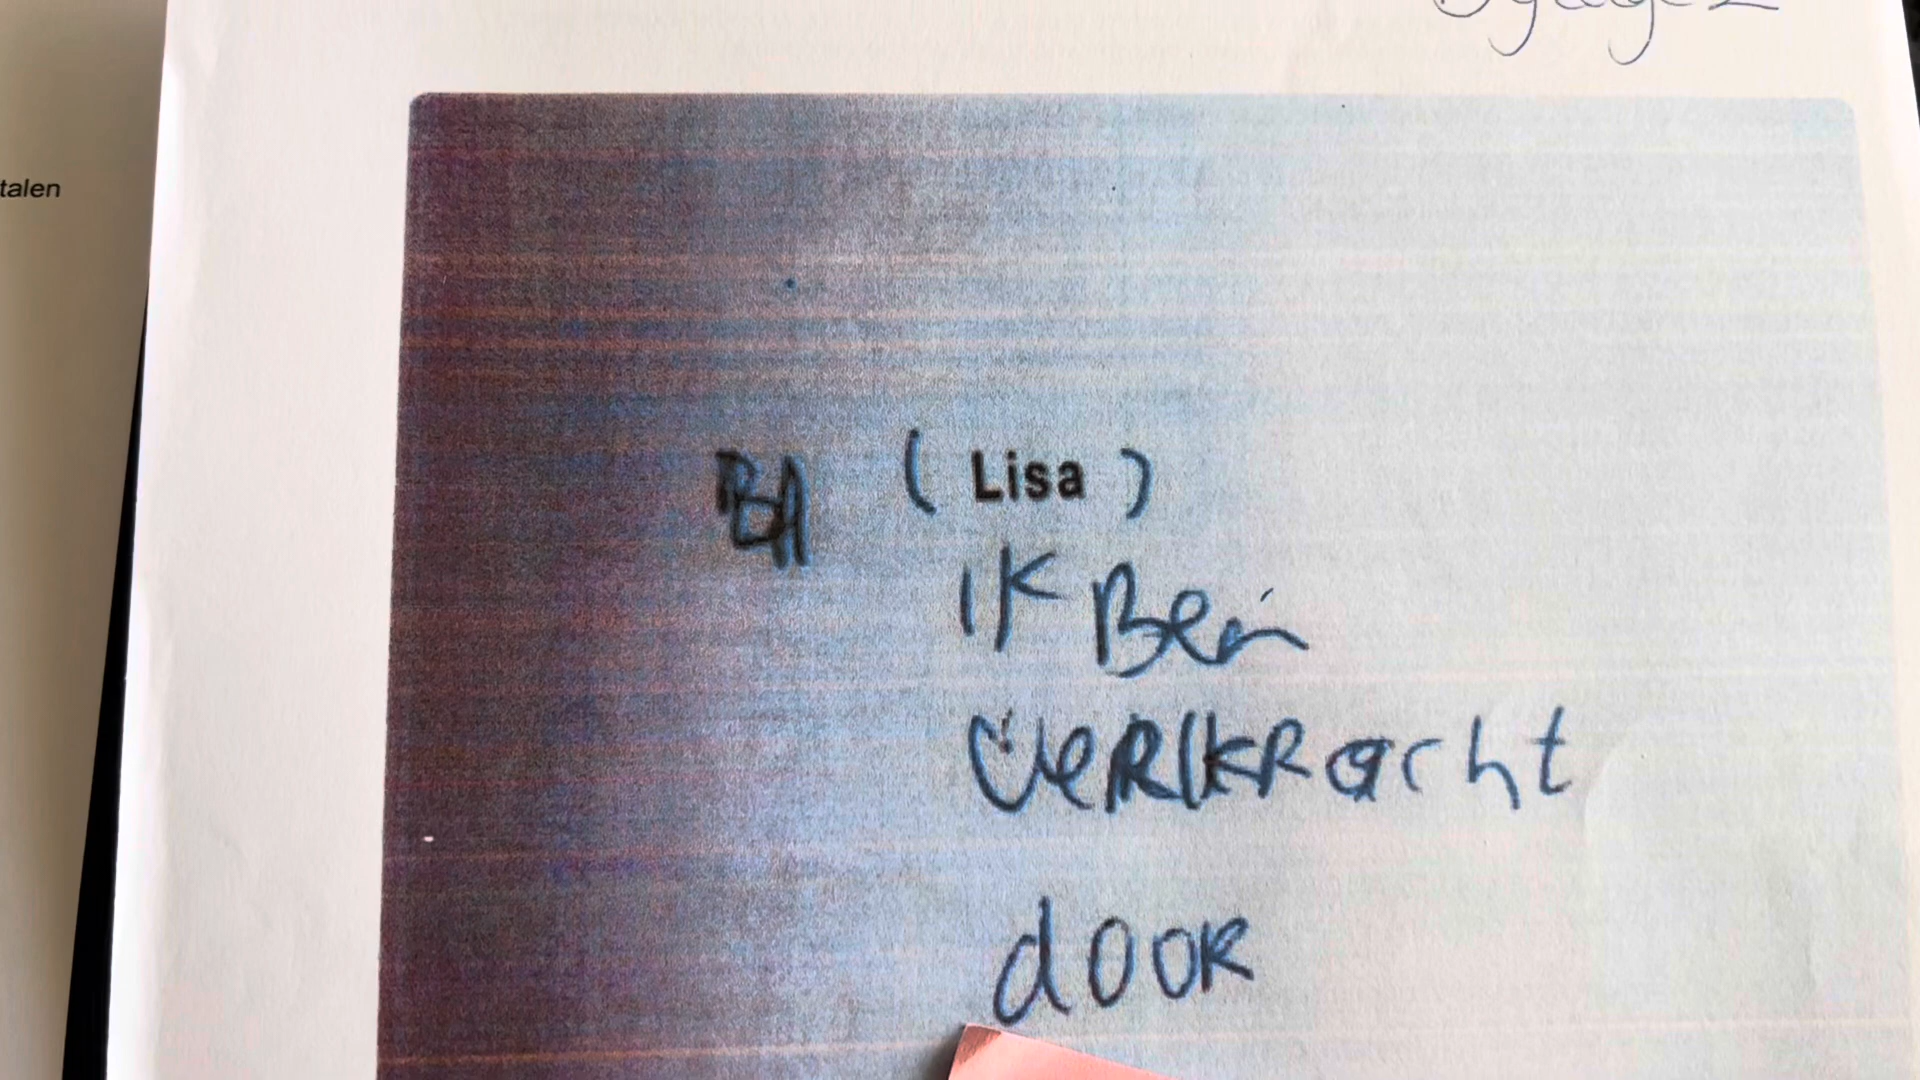 talen
( Lisa )
IK Ben
VeRKRacht
dOOR